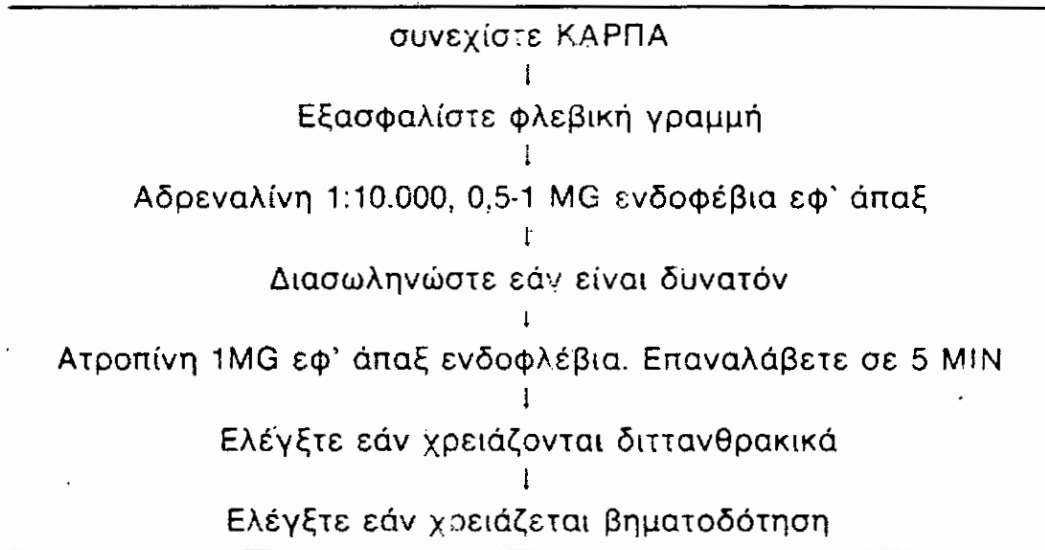 συνεχίστε ΚΑΡΠΑ
↓
Εξασφαλίστε φλεβική γραμμή
↓
Αδρεναλίνη 1:10.000, 0,5-1 MG ενδοφέβια εφ' άπαξ
↓
Διασωληνώστε εάν είναι δυνατόν
↓
Ατροπίνη 1MG εφ' άπαξ ενδοφλέβια. Επαναλάβετε σε 5 MIN
↓
Ελέγξτε εάν χρειάζονται διττανθρακικά
↓
Ελέγξτε εάν χρειάζεται βηματοδότηση